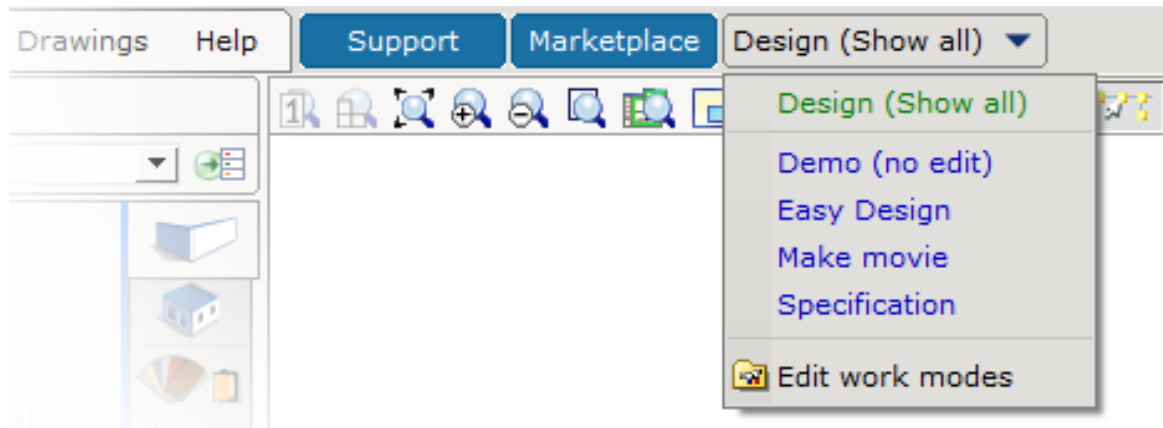 Drawings Help Support Marketplace Design (Show all)
Design (Show all)
Demo (no edit)
Easy Design
Make movie
Specification
Edit work modes